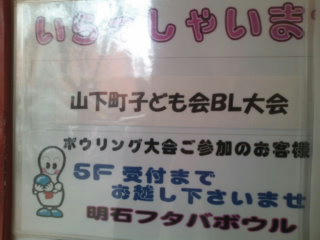 いらっしゃいま
山下町子ども会BL大会
ボウリング大会ご参加のお客様
5F 受付まで
お越し下さいませ
明石フタバボウル